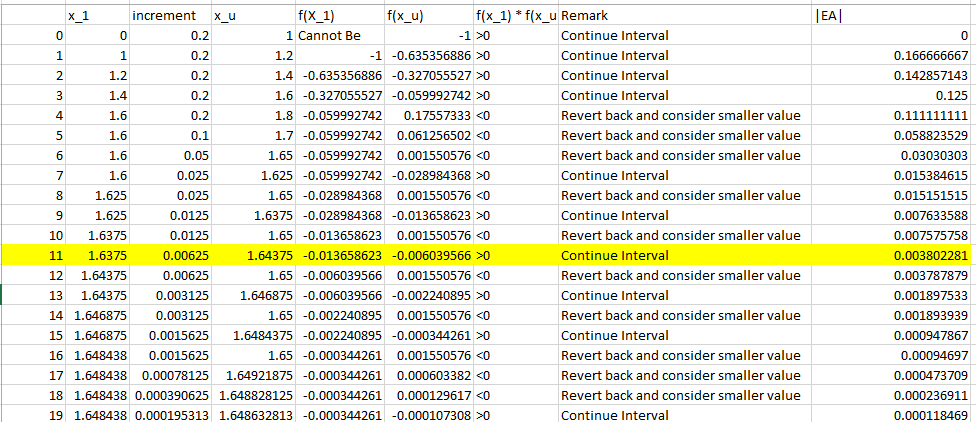 x_1 increment x_u f(X_1) f(x_u) f(x_1) * f(x_u Remark |EA|
0 0 0.2 1 Cannot Be -1 >0 Continue Interval 0
1 1 0.2 1.2 -1 -0.635356886 >0 Continue Interval 0.166666667
2 1.2 0.2 1.4 -0.635356886 -0.327055527 >0 Continue Interval 0.142857143
3 1.4 0.2 1.6 -0.327055527 -0.059992742 >0 Continue Interval 0.125
4 1.6 0.2 1.8 -0.059992742 0.17557333 <0 Revert back and consider smaller value 0.111111111
5 1.6 0.1 1.7 -0.059992742 0.061256502 <0 Revert back and consider smaller value 0.058823529
6 1.6 0.05 1.65 -0.059992742 0.001550576 <0 Revert back and consider smaller value 0.03030303
7 1.6 0.025 1.625 -0.059992742 -0.028984368 >0 Continue Interval 0.015384615
8 1.625 0.025 1.65 -0.028984368 0.001550576 <0 Revert back and consider smaller value 0.015151515
9 1.625 0.0125 1.6375 -0.028984368 -0.013658623 >0 Continue Interval 0.007633588
10 1.6375 0.0125 1.65 -0.013658623 0.001550576 <0 Revert back and consider smaller value 0.007575758
11 1.6375 0.00625 1.64375 -0.013658623 -0.006039566 >0 Continue Interval 0.003802281
12 1.64375 0.00625 1.65 -0.006039566 0.001550576 <0 Revert back and consider smaller value 0.003787879
13 1.64375 0.003125 1.646875 -0.006039566 -0.002240895 >0 Continue Interval 0.001897533
14 1.646875 0.003125 1.65 -0.002240895 0.001550576 <0 Revert back and consider smaller value 0.001893939
15 1.646875 0.0015625 1.6484375 -0.002240895 -0.000344261 >0 Continue Interval 0.000947867
16 1.648438 0.0015625 1.65 -0.000344261 0.001550576 <0 Revert back and consider smaller value 0.00094697
17 1.648438 0.00078125 1.64921875 -0.000344261 0.000603382 <0 Revert back and consider smaller value 0.000473709
18 1.648438 0.000390625 1.648828125 -0.000344261 0.000129617 <0 Revert back and consider smaller value 0.000236911
19 1.648438 0.000195313 1.648632813 -0.000344261 -0.000107308 >0 Continue Interval 0.000118469